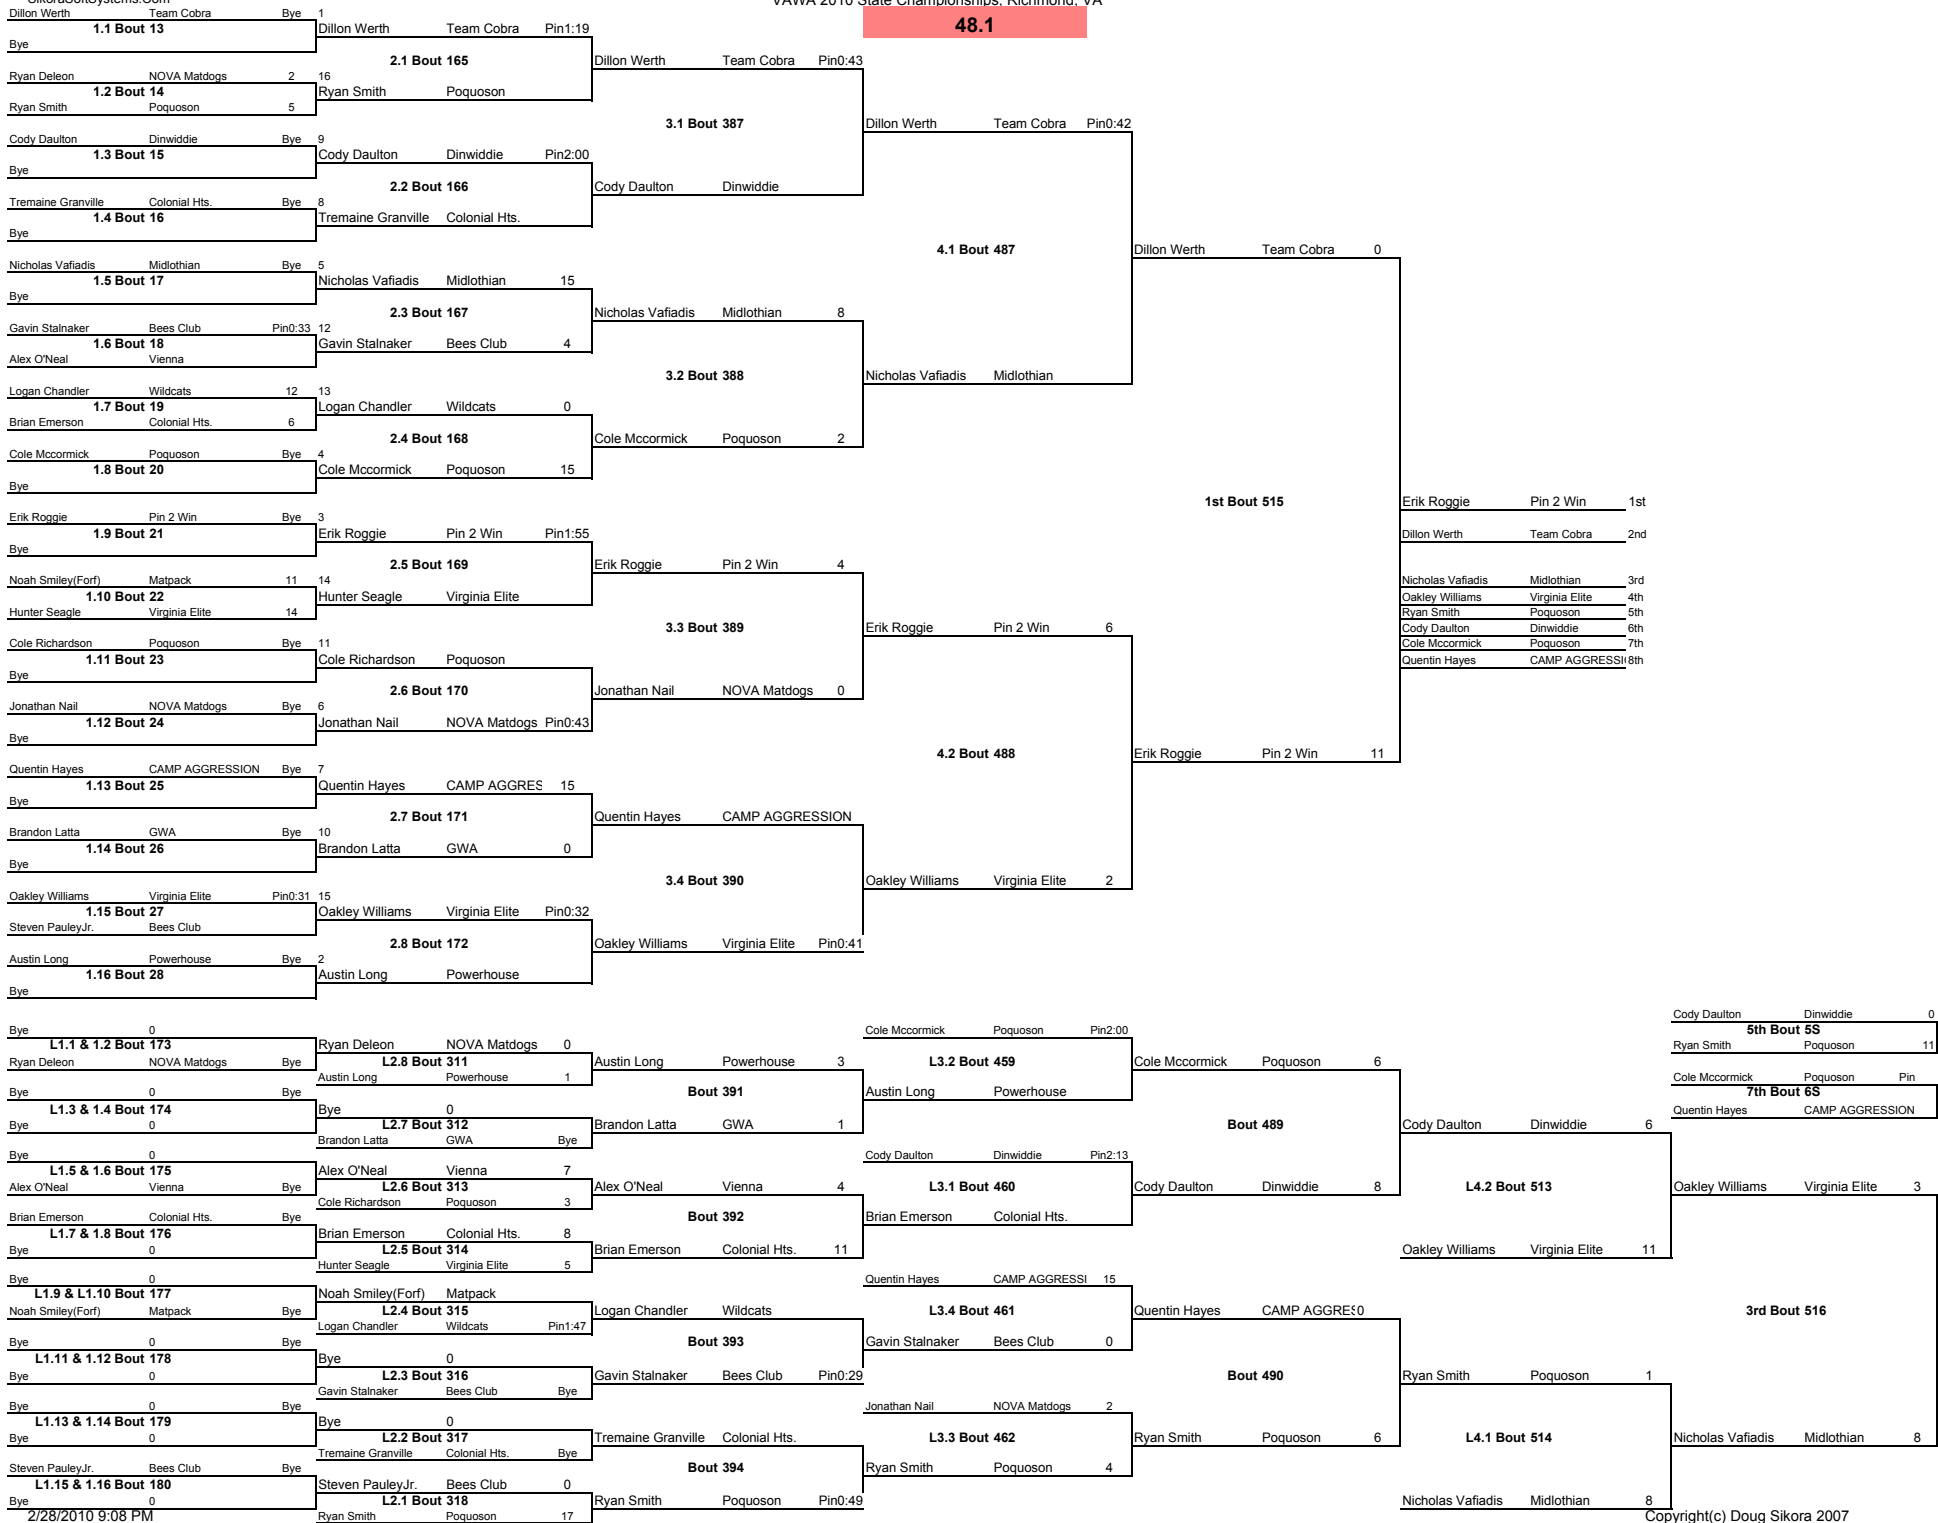 SikoraSoftSystems.Com
VAWA 2010 State Championships, Richmond, VA
48.1
Dillon Werth Team Cobra Bye 1
1.1 Bout 13
Bye
Ryan Deleon NOVA Matdogs 2 16
1.2 Bout 14
Ryan Smith Poquoson 5
Cody Daulton Dinwiddie Bye 9
1.3 Bout 15
Bye
Tremaine Granville Colonial Hts. Bye 8
1.4 Bout 16
Bye
Nicholas Vafiadis Midlothian Bye 5
1.5 Bout 17
Bye
Gavin Stalnaker Bees Club Pin0:33 12
1.6 Bout 18
Alex O'Neal Vienna
Logan Chandler Wildcats 12 13
1.7 Bout 19
Brian Emerson Colonial Hts. 6
Cole Mccormick Poquoson Bye 4
1.8 Bout 20
Bye
Erik Roggie Pin 2 Win Bye 3
1.9 Bout 21
Bye
Noah Smiley(Forf) Matpack 11 14
1.10 Bout 22
Hunter Seagle Virginia Elite 14
Cole Richardson Poquoson Bye 11
1.11 Bout 23
Bye
Jonathan Nail NOVA Matdogs Bye 6
1.12 Bout 24
Bye
Quentin Hayes CAMP AGGRESSION Bye 7
1.13 Bout 25
Bye
Brandon Latta GWA Bye 10
1.14 Bout 26
Bye
Oakley Williams Virginia Elite Pin0:31 15
1.15 Bout 27
Steven PauleyJr. Bees Club
Austin Long Powerhouse Bye 2
1.16 Bout 28
Bye
Dillon Werth Team Cobra Pin1:19
2.1 Bout 165
Ryan Smith Poquoson
Cody Daulton Dinwiddie Pin2:00
2.2 Bout 166
Tremaine Granville Colonial Hts.
Nicholas Vafiadis Midlothian 15
2.3 Bout 167
Gavin Stalnaker Bees Club 4
Logan Chandler Wildcats 0
2.4 Bout 168
Cole Mccormick Poquoson 15
Erik Roggie Pin 2 Win Pin1:55
2.5 Bout 169
Hunter Seagle Virginia Elite
Cole Richardson Poquoson
2.6 Bout 170
Jonathan Nail NOVA Matdogs Pin0:43
Quentin Hayes CAMP AGGRES 15
2.7 Bout 171
Brandon Latta GWA 0
Oakley Williams Virginia Elite Pin0:32
2.8 Bout 172
Austin Long Powerhouse
Dillon Werth Team Cobra Pin0:43
3.1 Bout 387
Cody Daulton Dinwiddie
Nicholas Vafiadis Midlothian 8
3.2 Bout 388
Cole Mccormick Poquoson 2
Erik Roggie Pin 2 Win 4
3.3 Bout 389
Jonathan Nail NOVA Matdogs 0
Quentin Hayes CAMP AGGRESSION
3.4 Bout 390
Oakley Williams Virginia Elite Pin0:41
Dillon Werth Team Cobra Pin0:42
4.1 Bout 487
Nicholas Vafiadis Midlothian
Erik Roggie Pin 2 Win 6
4.2 Bout 488
Oakley Williams Virginia Elite 2
Dillon Werth Team Cobra 0
1st Bout 515
Erik Roggie Pin 2 Win 11
Erik Roggie Pin 2 Win 1st
Dillon Werth Team Cobra 2nd
Nicholas Vafiadis Midlothian 3rd
Oakley Williams Virginia Elite 4th
Ryan Smith Poquoson 5th
Cody Daulton Dinwiddie 6th
Cole Mccormick Poquoson 7th
Quentin Hayes CAMP AGGRESSI 8th
Bye 0
L1.1 & 1.2 Bout 173
Ryan Deleon NOVA Matdogs Bye
Bye 0 Bye
L1.3 & 1.4 Bout 174
Bye 0
Bye 0
L1.5 & 1.6 Bout 175
Alex O'Neal Vienna Bye
Brian Emerson Colonial Hts. Bye
L1.7 & 1.8 Bout 176
Bye 0
Bye 0
L1.9 & L1.10 Bout 177
Noah Smiley(Forf) Matpack Bye
Bye 0 Bye
L1.11 & 1.12 Bout 178
Bye 0
Bye 0 Bye
L1.13 & 1.14 Bout 179
Bye 0
Steven PauleyJr. Bees Club Bye
L1.15 & 1.16 Bout 180
Bye 0
Ryan Deleon NOVA Matdogs 0
L2.8 Bout 311
Austin Long Powerhouse 1
Bye 0
L2.7 Bout 312
Brandon Latta GWA Bye
Alex O'Neal Vienna 7
L2.6 Bout 313
Cole Richardson Poquoson 3
Brian Emerson Colonial Hts. 8
L2.5 Bout 314
Hunter Seagle Virginia Elite 5
Noah Smiley(Forf) Matpack
L2.4 Bout 315
Logan Chandler Wildcats Pin1:47
Bye 0
L2.3 Bout 316
Gavin Stalnaker Bees Club Bye
Bye 0
L2.2 Bout 317
Tremaine Granville Colonial Hts. Bye
Steven PauleyJr. Bees Club 0
L2.1 Bout 318
Ryan Smith Poquoson 17
Austin Long Powerhouse 3
Bout 391
Brandon Latta GWA 1
Alex O'Neal Vienna 4
Bout 392
Brian Emerson Colonial Hts. 11
Logan Chandler Wildcats
Bout 393
Gavin Stalnaker Bees Club Pin0:29
Tremaine Granville Colonial Hts.
Bout 394
Ryan Smith Poquoson Pin0:49
Cole Mccormick Poquoson Pin2:00
L3.2 Bout 459
Austin Long Powerhouse
Cody Daulton Dinwiddie Pin2:13
L3.1 Bout 460
Brian Emerson Colonial Hts.
Quentin Hayes CAMP AGGRESSI 15
L3.4 Bout 461
Gavin Stalnaker Bees Club 0
Jonathan Nail NOVA Matdogs 2
L3.3 Bout 462
Ryan Smith Poquoson 4
Cole Mccormick Poquoson 6
Bout 489
Cody Daulton Dinwiddie 8
Quentin Hayes CAMP AGGRES 0
Bout 490
Ryan Smith Poquoson 6
Cody Daulton Dinwiddie 6
L4.2 Bout 513
Oakley Williams Virginia Elite 11
Ryan Smith Poquoson 1
L4.1 Bout 514
Nicholas Vafiadis Midlothian 8
Cody Daulton Dinwiddie 0
5th Bout 5S
Ryan Smith Poquoson 11
Cole Mccormick Poquoson Pin
7th Bout 6S
Quentin Hayes CAMP AGGRESSION
Oakley Williams Virginia Elite 3
3rd Bout 516
Nicholas Vafiadis Midlothian 8
2/28/2010 9:08 PM
Copyright(c) Doug Sikora 2007